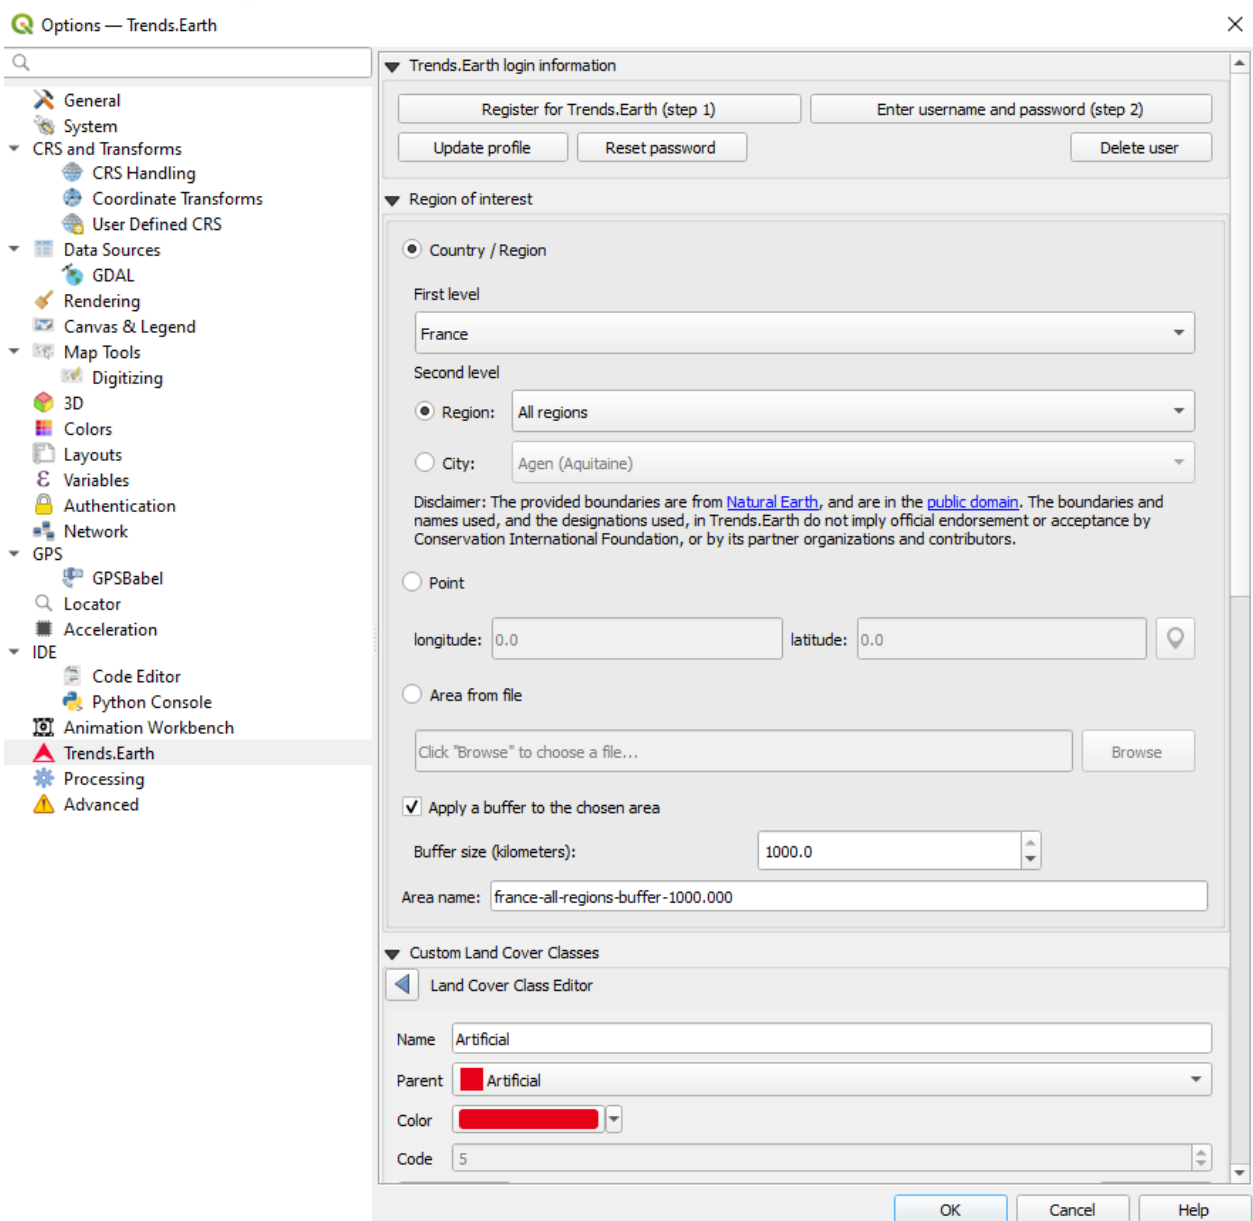 Options — Trends.Earth
General
System
CRS and Transforms
CRS Handling
Coordinate Transforms
User Defined CRS
Data Sources
GDAL
Rendering
Canvas & Legend
Map Tools
Digitizing
3D
Colors
Layouts
Variables
Authentication
Network
GPS
GPSBabel
Locator
Acceleration
IDE
Code Editor
Python Console
Animation Workbench
Trends.Earth
Processing
Advanced
Trends.Earth login information
Register for Trends.Earth (step 1) Enter username and password (step 2)
Update profile Reset password Delete user
Region of interest
Country / Region
First level
France
Second level
Region: All regions
City: Agen (Aquitaine)
Disclaimer: The provided boundaries are from Natural Earth, and are in the public domain. The boundaries and
names used, and the designations used, in Trends.Earth do not imply official endorsement or acceptance by
Conservation International Foundation, or by its partner organizations and contributors.
Point
longitude: 0.0 latitude: 0.0
Area from file
Click "Browse" to choose a file... Browse
Apply a buffer to the chosen area
Buffer size (kilometers): 1000.0
Area name: france-all-regions-buffer-1000.000
Custom Land Cover Classes
Land Cover Class Editor
Name Artificial
Parent Artificial
Color
Code 5
OK Cancel Help